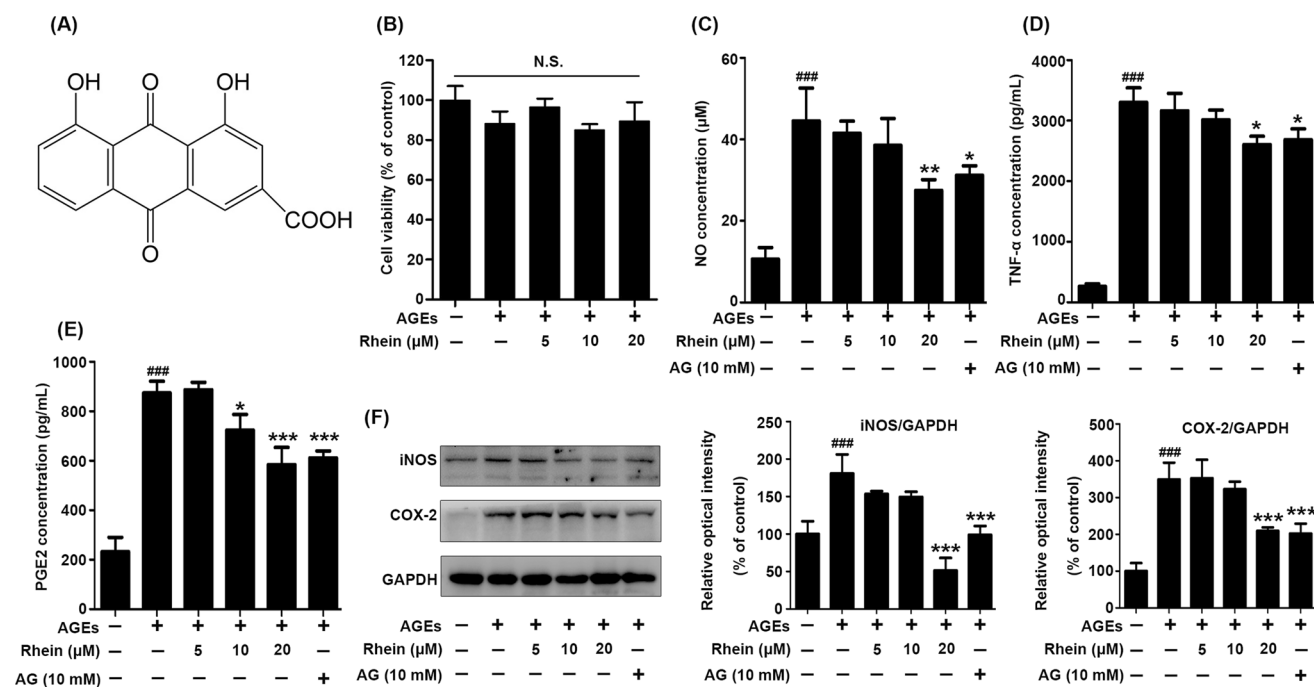 (A)
OH
O
OH
COOH
O
(B)
N.S.
Cell viability (% of control)
120
100
80
60
40
20
0
AGEs – + + + +
Rhein (μM) – – 5 10 20
(C)
NO concentration (μM)
60
40
20
0
###
**
*
AGEs – + + + + +
Rhein (μM) – – 5 10 20 –
AG (10 mM) – – – – – +
(D)
TNF-α concentration (pg/mL)
4000
3000
2000
1000
0
###
*
*
AGEs – + + + + +
Rhein (μM) – – 5 10 20 –
AG (10 mM) – – – – – +
(E)
PGE2 concentration (pg/mL)
1000
800
600
400
200
0
###
*
***
***
AGEs – + + + + +
Rhein (μM) – – 5 10 20 –
AG (10 mM) – – – – – +
(F)
iNOS
COX-2
GAPDH
AGEs – + + + + +
Rhein (μM) – – 5 10 20 –
AG (10 mM) – – – – – +
iNOS/GAPDH
Relative optical intensity
(% of control)
250
200
150
100
50
0
###
***
***
AGEs – + + + + +
Rhein (μM) – – 5 10 20 –
AG (10 mM) – – – – – +
COX-2/GAPDH
Relative optical intensity
(% of control)
500
400
300
200
100
0
###
***
***
AGEs – + + + + +
Rhein (μM) – – 5 10 20 –
AG (10 mM) – – – – – +